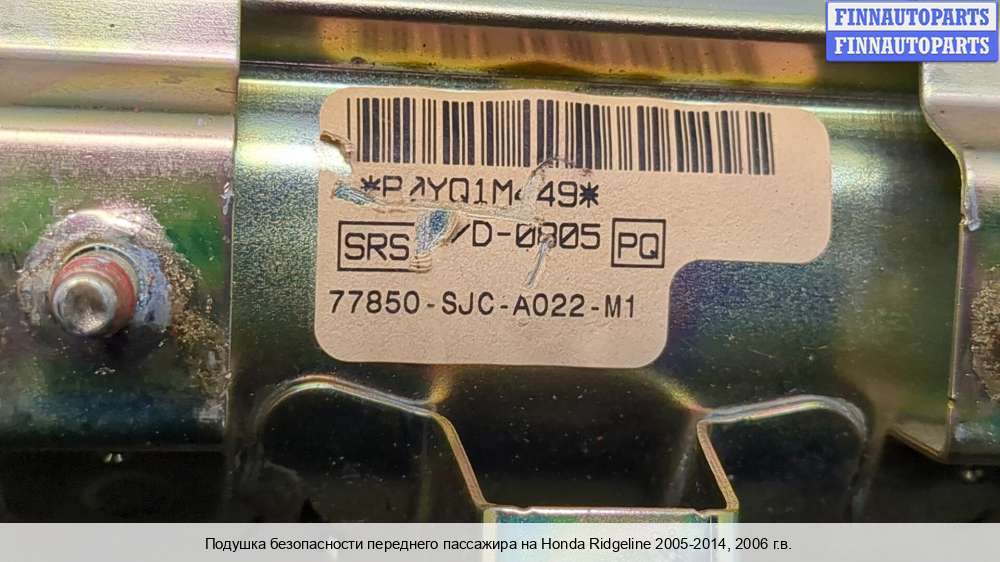 FINNAUTOPARTS
FINNAUTOPARTS
SRS
PQ
77850-SJC-A022-M1
Подушка безопасности переднего пассажира на Honda Ridgeline 2005-2014, 2006 г.в.